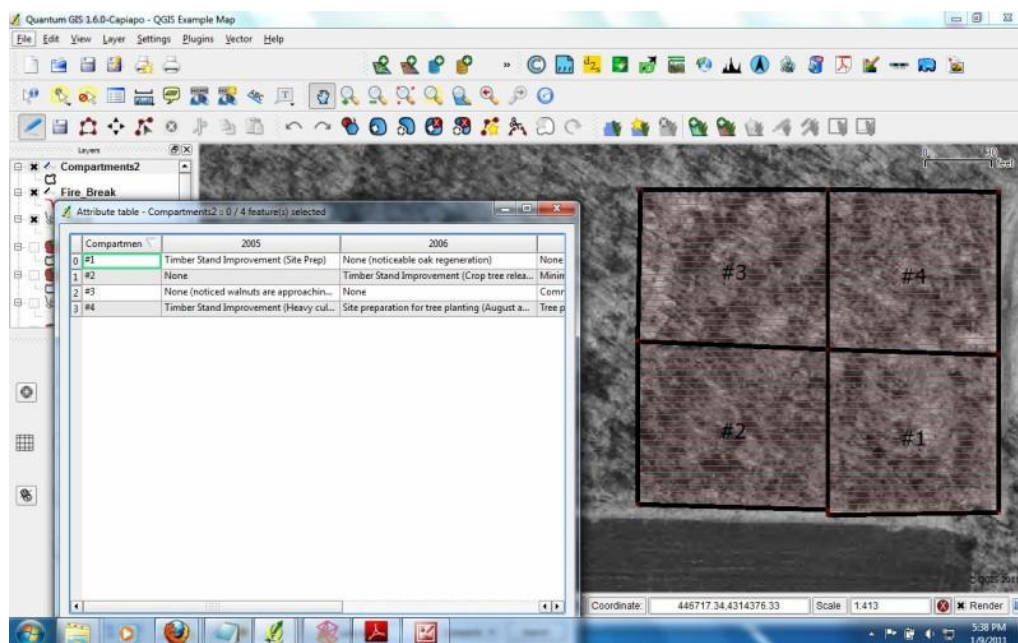 Quantum GIS 1.6.0-Capiapo - QGIS Example Map
File Edit View Layer Settings Plugins Vector Help
Layers
Compartments2
Fire_Break
feet
Attribute table - Compartments2 :: 0 / 4 feature(s) selected
Compartmen 2005 2006
0 #1 Timber Stand Improvement (Site Prep) None (noticeable oak regeneration) None
1 #2 None Timber Stand Improvement (Crop tree relea... Minim
2 #3 None (noticed walnuts are approachin... None Comr
3 #4 Timber Stand Improvement (Heavy cul... Site preparation for tree planting (August a... Tree p
#3 #4
#2 #1
Coordinate: 446717.34,4314376.33 Scale 1:413 Render
5:38 PM
1/9/2011